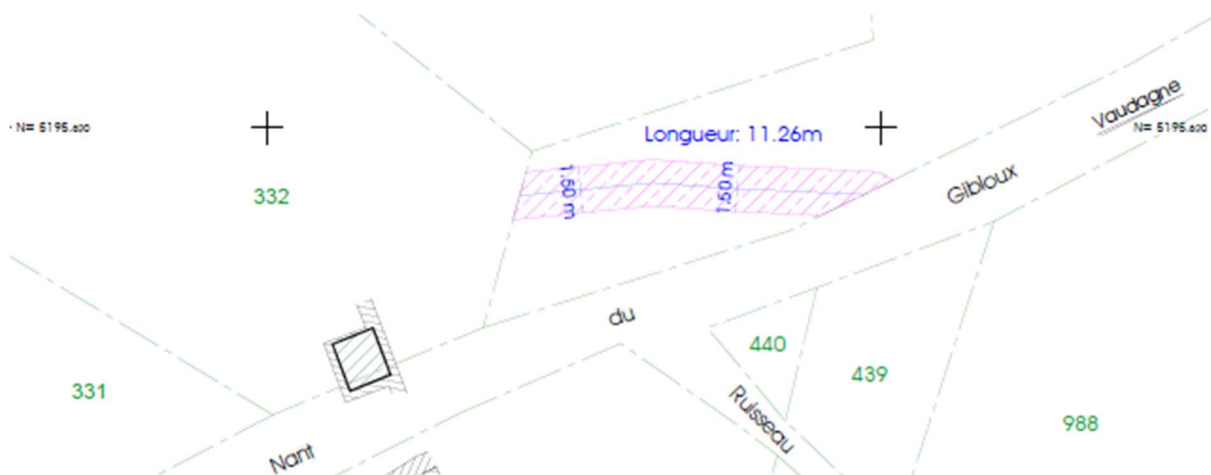 Vaudagne
N= 5195.600
Longueur: 11.26m
N= 5195.600
1.50 m
1.50 m
332
Gibloux
du
440
439
331
Ruisseau
988
Nant